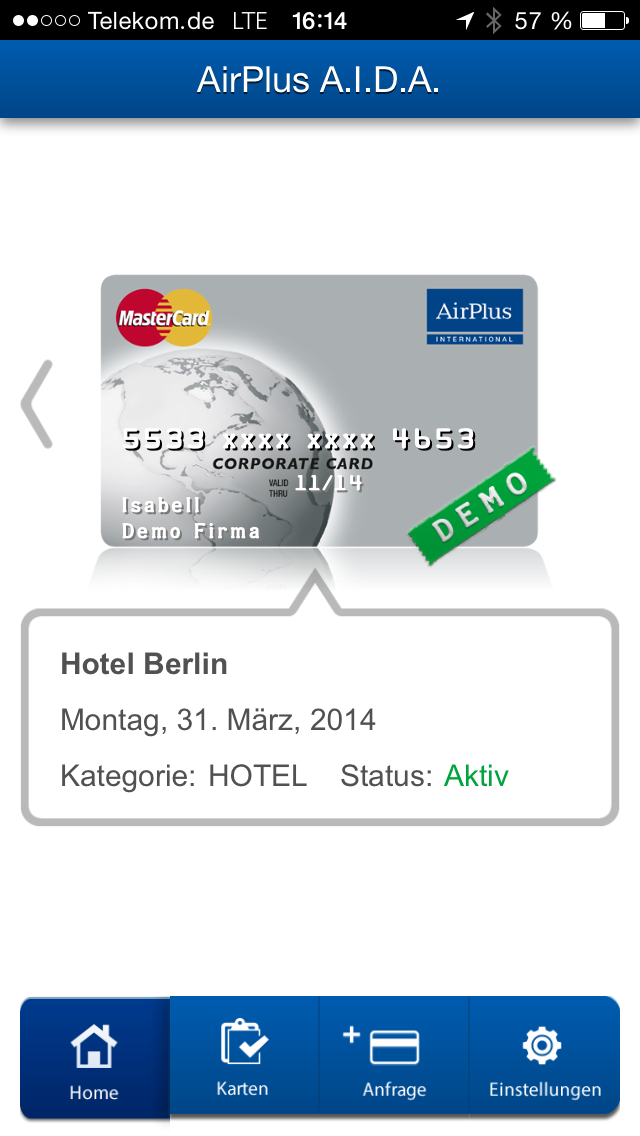 Telekom.de LTE 16:14 57 %
AirPlus A.I.D.A.
MasterCard
AirPlus
INTERNATIONAL
5533 xxxx xxxx 4653
CORPORATE CARD
VALID THRU 11/14
Isabell
Demo Firma
DEMO
Hotel Berlin
Montag, 31. März, 2014
Kategorie: HOTEL Status: Aktiv
Home
Karten
+ Anfrage
Einstellungen